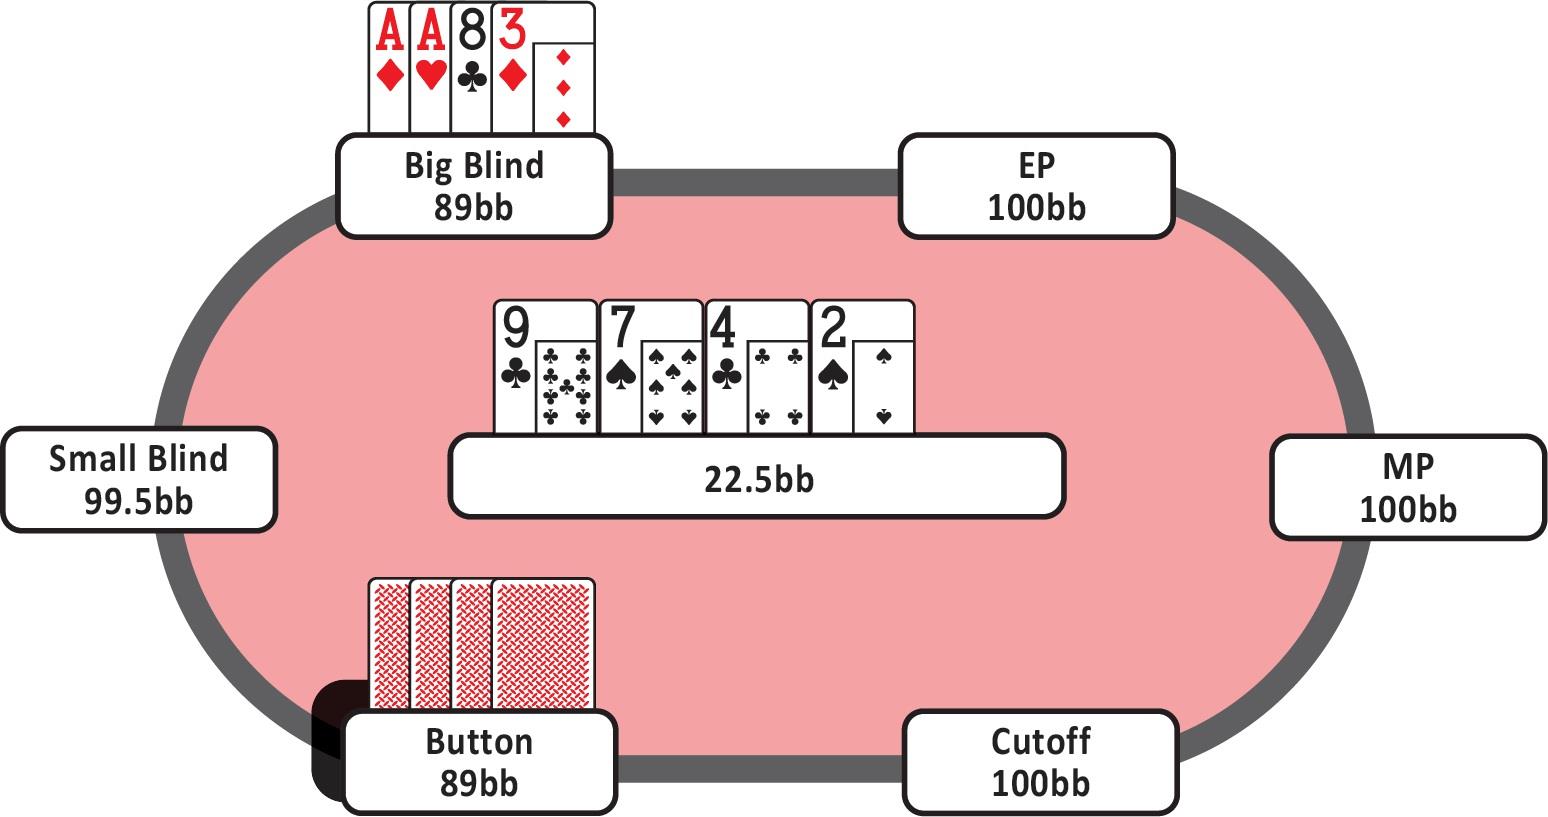 A A 8 3
Big Blind
89bb
EP
100bb
9 7 4 2
Small Blind
99.5bb
22.5bb
MP
100bb
Button
89bb
Cutoff
100bb